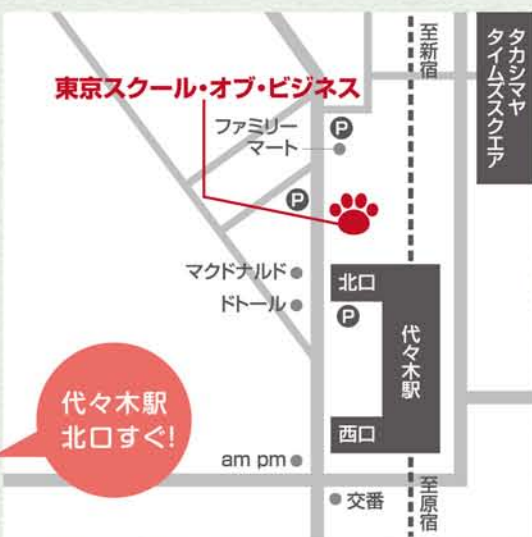 至新宿
タカシマヤ
タイムズスクエア
東京スクール・オブ・ビジネス
ファミリー
マート
P
P
マクドナルド
ドトール
北口
P
代々木駅
代々木駅
北口すぐ!
西口
am pm
交番
至原宿